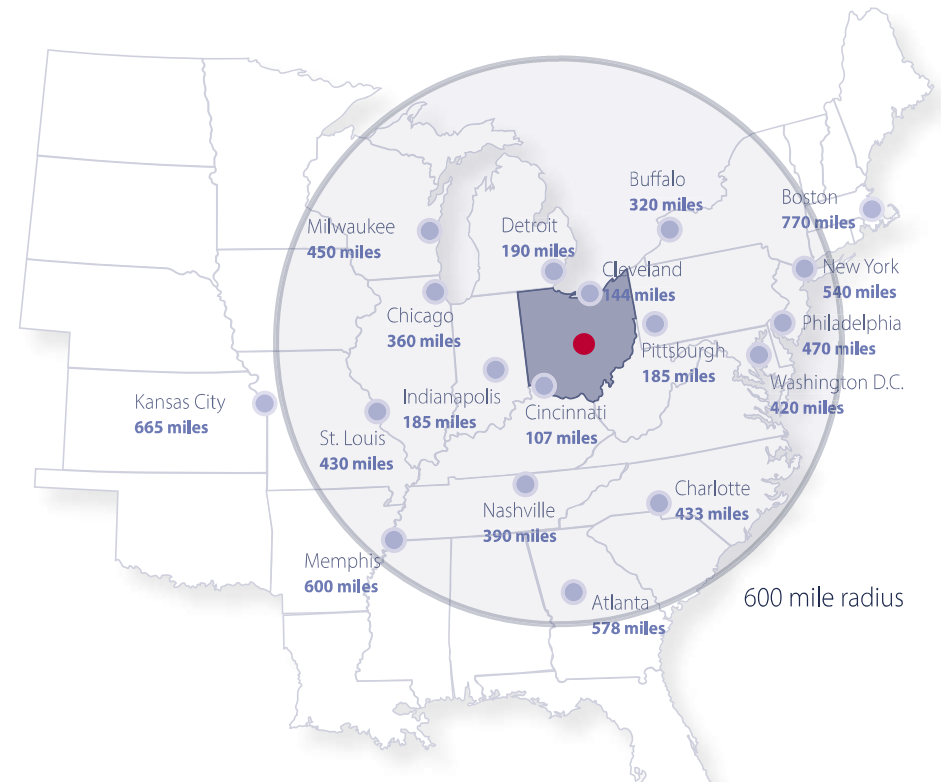 Buffalo
320 miles
Boston
770 miles
Milwaukee
450 miles
Detroit
190 miles
Cleveland
144 miles
New York
540 miles
Chicago
360 miles
Philadelphia
470 miles
Pittsburgh
185 miles
Washington D.C.
420 miles
Kansas City
665 miles
Indianapolis
185 miles
Cincinnati
107 miles
St. Louis
430 miles
Nashville
390 miles
Charlotte
433 miles
Memphis
600 miles
Atlanta
578 miles
600 mile radius